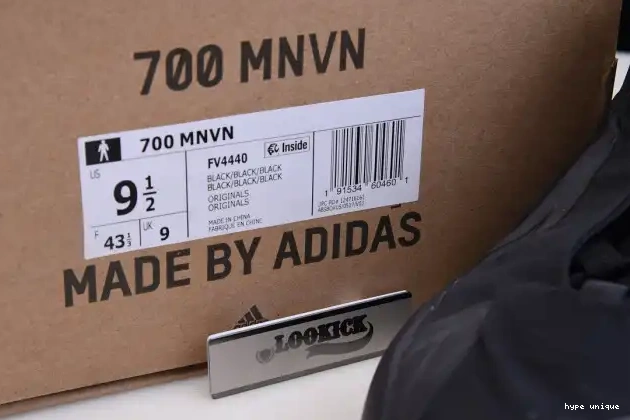 700 MNVN
700 MNVN
US
9 1/2
F
43 1/3
UK
9
FV4440
Inside
BLACK/BLACK/BLACK
BLACK/BLACK/BLACK
ORIGINALS
ORIGINALS
MADE IN CHINA
FABRIQUE EN CHINE
1 91534 60460 1
MADE BY ADIDAS
LOOKICK
hype unique